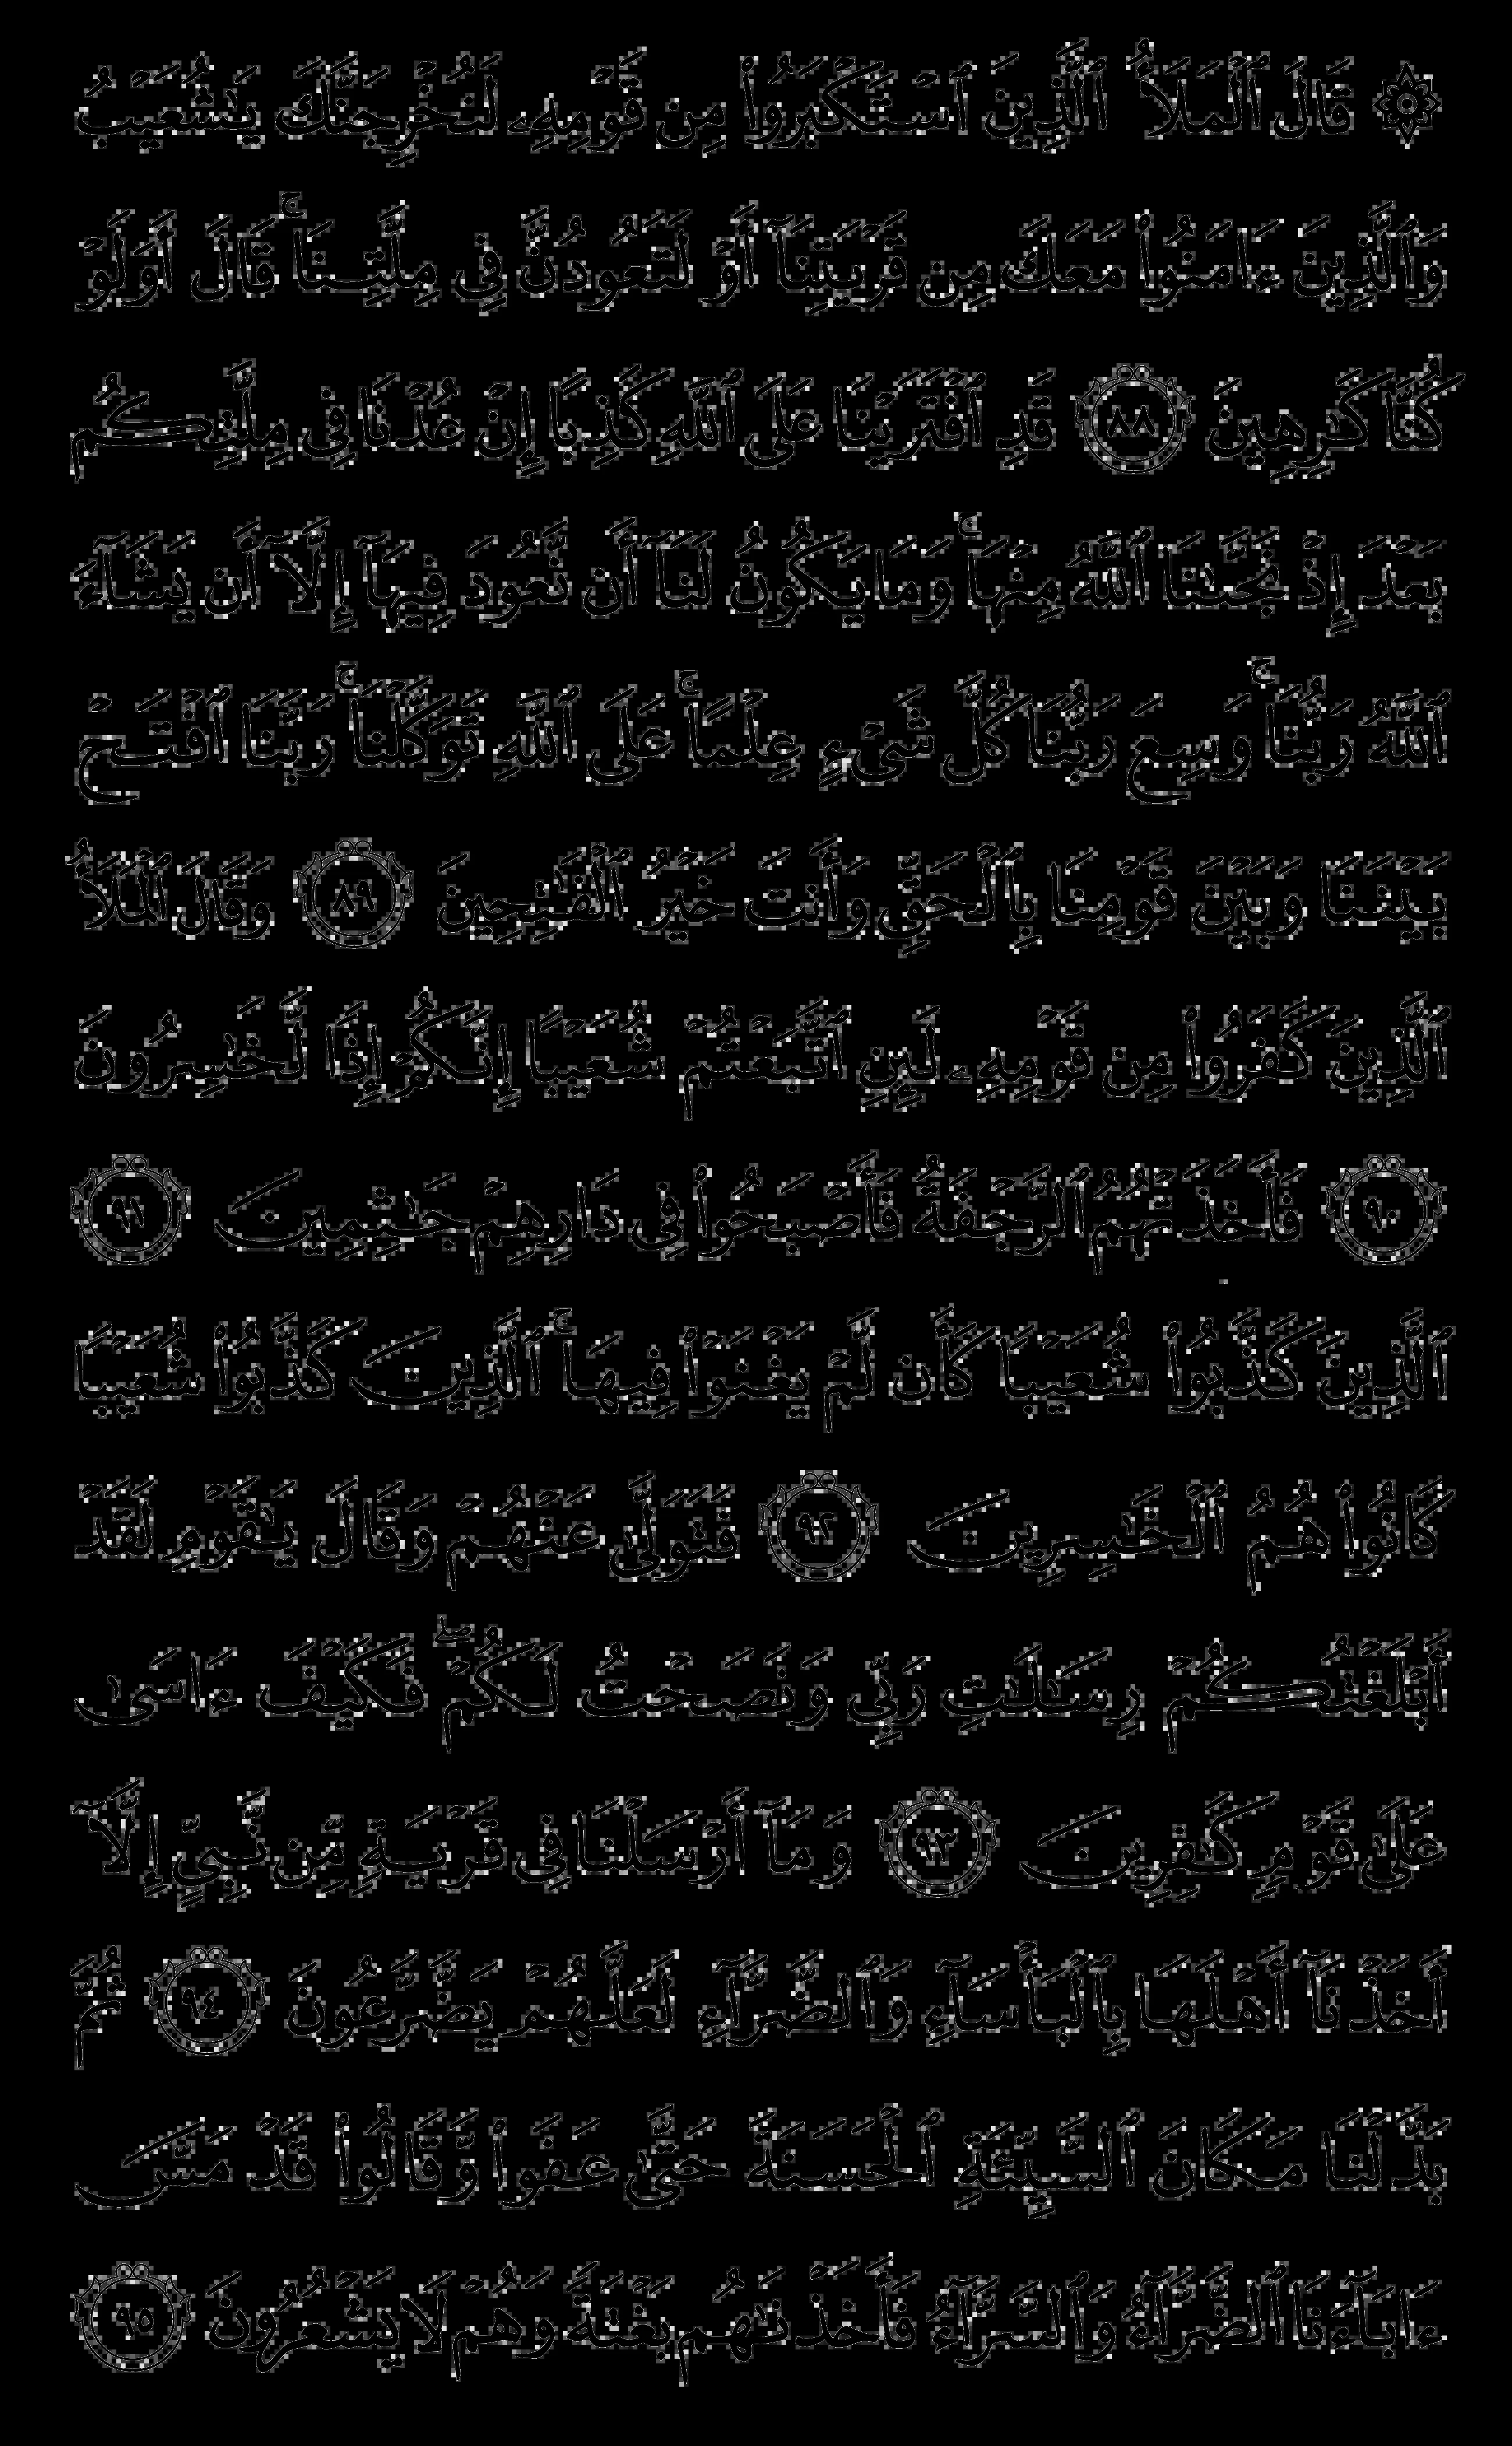 ۞ قَالَ ٱلْمَلَأُ ٱلَّذِينَ ٱسْتَكْبَرُوا۟ مِن قَوْمِهِۦ لَنُخْرِجَنَّكَ يَـٰشُعَيْبُ
وَٱلَّذِينَ ءَامَنُوا۟ مَعَكَ مِن قَرْيَتِنَآ أَوْ لَتَعُودُنَّ فِى مِلَّتِنَا ۚ قَالَ أَوَلَوْ
كُنَّا كَـٰرِهِينَ ٨٨ قَدِ ٱفْتَرَيْنَا عَلَى ٱللَّهِ كَذِبًا إِنْ عُدْنَا فِى مِلَّتِكُم
بَعْدَ إِذْ نَجَّىٰنَا ٱللَّهُ مِنْهَا ۚ وَمَا يَكُونُ لَنَآ أَن نَّعُودَ فِيهَآ إِلَّآ أَن يَشَآءَ
ٱللَّهُ رَبُّنَا ۚ وَسِعَ رَبُّنَا كُلَّ شَىْءٍ عِلْمًا ۚ عَلَى ٱللَّهِ تَوَكَّلْنَا ۚ رَبَّنَا ٱفْتَحْ
بَيْنَنَا وَبَيْنَ قَوْمِنَا بِٱلْحَقِّ وَأَنتَ خَيْرُ ٱلْفَـٰتِحِينَ ٨٩ وَقَالَ ٱلْمَلَأُ
ٱلَّذِينَ كَفَرُوا۟ مِن قَوْمِهِۦ لَئِنِ ٱتَّبَعْتُمْ شُعَيْبًا إِنَّكُمْ إِذًا لَّخَـٰسِرُونَ
٩٠ فَأَخَذَتْهُمُ ٱلرَّجْفَةُ فَأَصْبَحُوا۟ فِى دَارِهِمْ جَـٰثِمِينَ ٩١
ٱلَّذِينَ كَذَّبُوا۟ شُعَيْبًا كَأَن لَّمْ يَغْنَوْا۟ فِيهَا ۚ ٱلَّذِينَ كَذَّبُوا۟ شُعَيْبًا
كَانُوا۟ هُمُ ٱلْخَـٰسِرِينَ ٩٢ فَتَوَلَّىٰ عَنْهُمْ وَقَالَ يَـٰقَوْمِ لَقَدْ
أَبْلَغْتُكُمْ رِسَـٰلَـٰتِ رَبِّى وَنَصَحْتُ لَكُمْ ۖ فَكَيْفَ ءَاسَىٰ
عَلَىٰ قَوْمٍ كَـٰفِرِينَ ٩٣ وَمَآ أَرْسَلْنَا فِى قَرْيَةٍ مِّن نَّبِىٍّ إِلَّآ
أَخَذْنَآ أَهْلَهَا بِٱلْبَأْسَآءِ وَٱلضَّرَّآءِ لَعَلَّهُمْ يَضَّرَّعُونَ ٩٤ ثُمَّ
بَدَّلْنَا مَكَانَ ٱلسَّيِّئَةِ ٱلْحَسَنَةَ حَتَّىٰ عَفَوا۟ وَّقَالُوا۟ قَدْ مَسَّ
ءَابَآءَنَا ٱلضَّرَّآءُ وَٱلسَّرَّآءُ فَأَخَذْنَـٰهُم بَغْتَةً وَهُمْ لَا يَشْعُرُونَ ٩٥